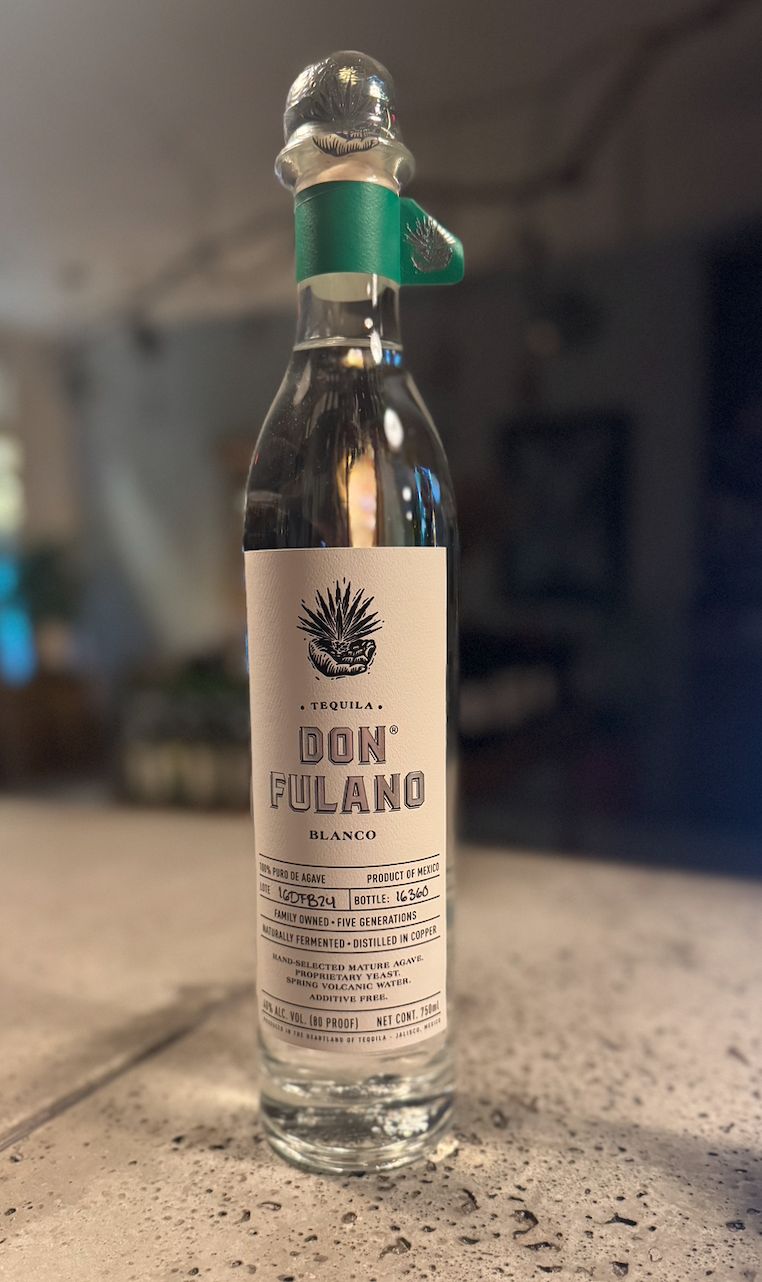 • TEQUILA •
DON®
FULANO
BLANCO
100% PURO DE AGAVE PRODUCT OF MEXICO
LOTE 16DFB24 BOTTLE: 16360
FAMILY OWNED • FIVE GENERATIONS
NATURALLY FERMENTED • DISTILLED IN COPPER
HAND-SELECTED MATURE AGAVE.
PROPRIETARY YEAST.
SPRING VOLCANIC WATER.
ADDITIVE FREE.
40% ALC. VOL. (80 PROOF) NET CONT. 750mL
PRODUCED IN THE HEARTLAND OF TEQUILA - JALISCO, MEXICO